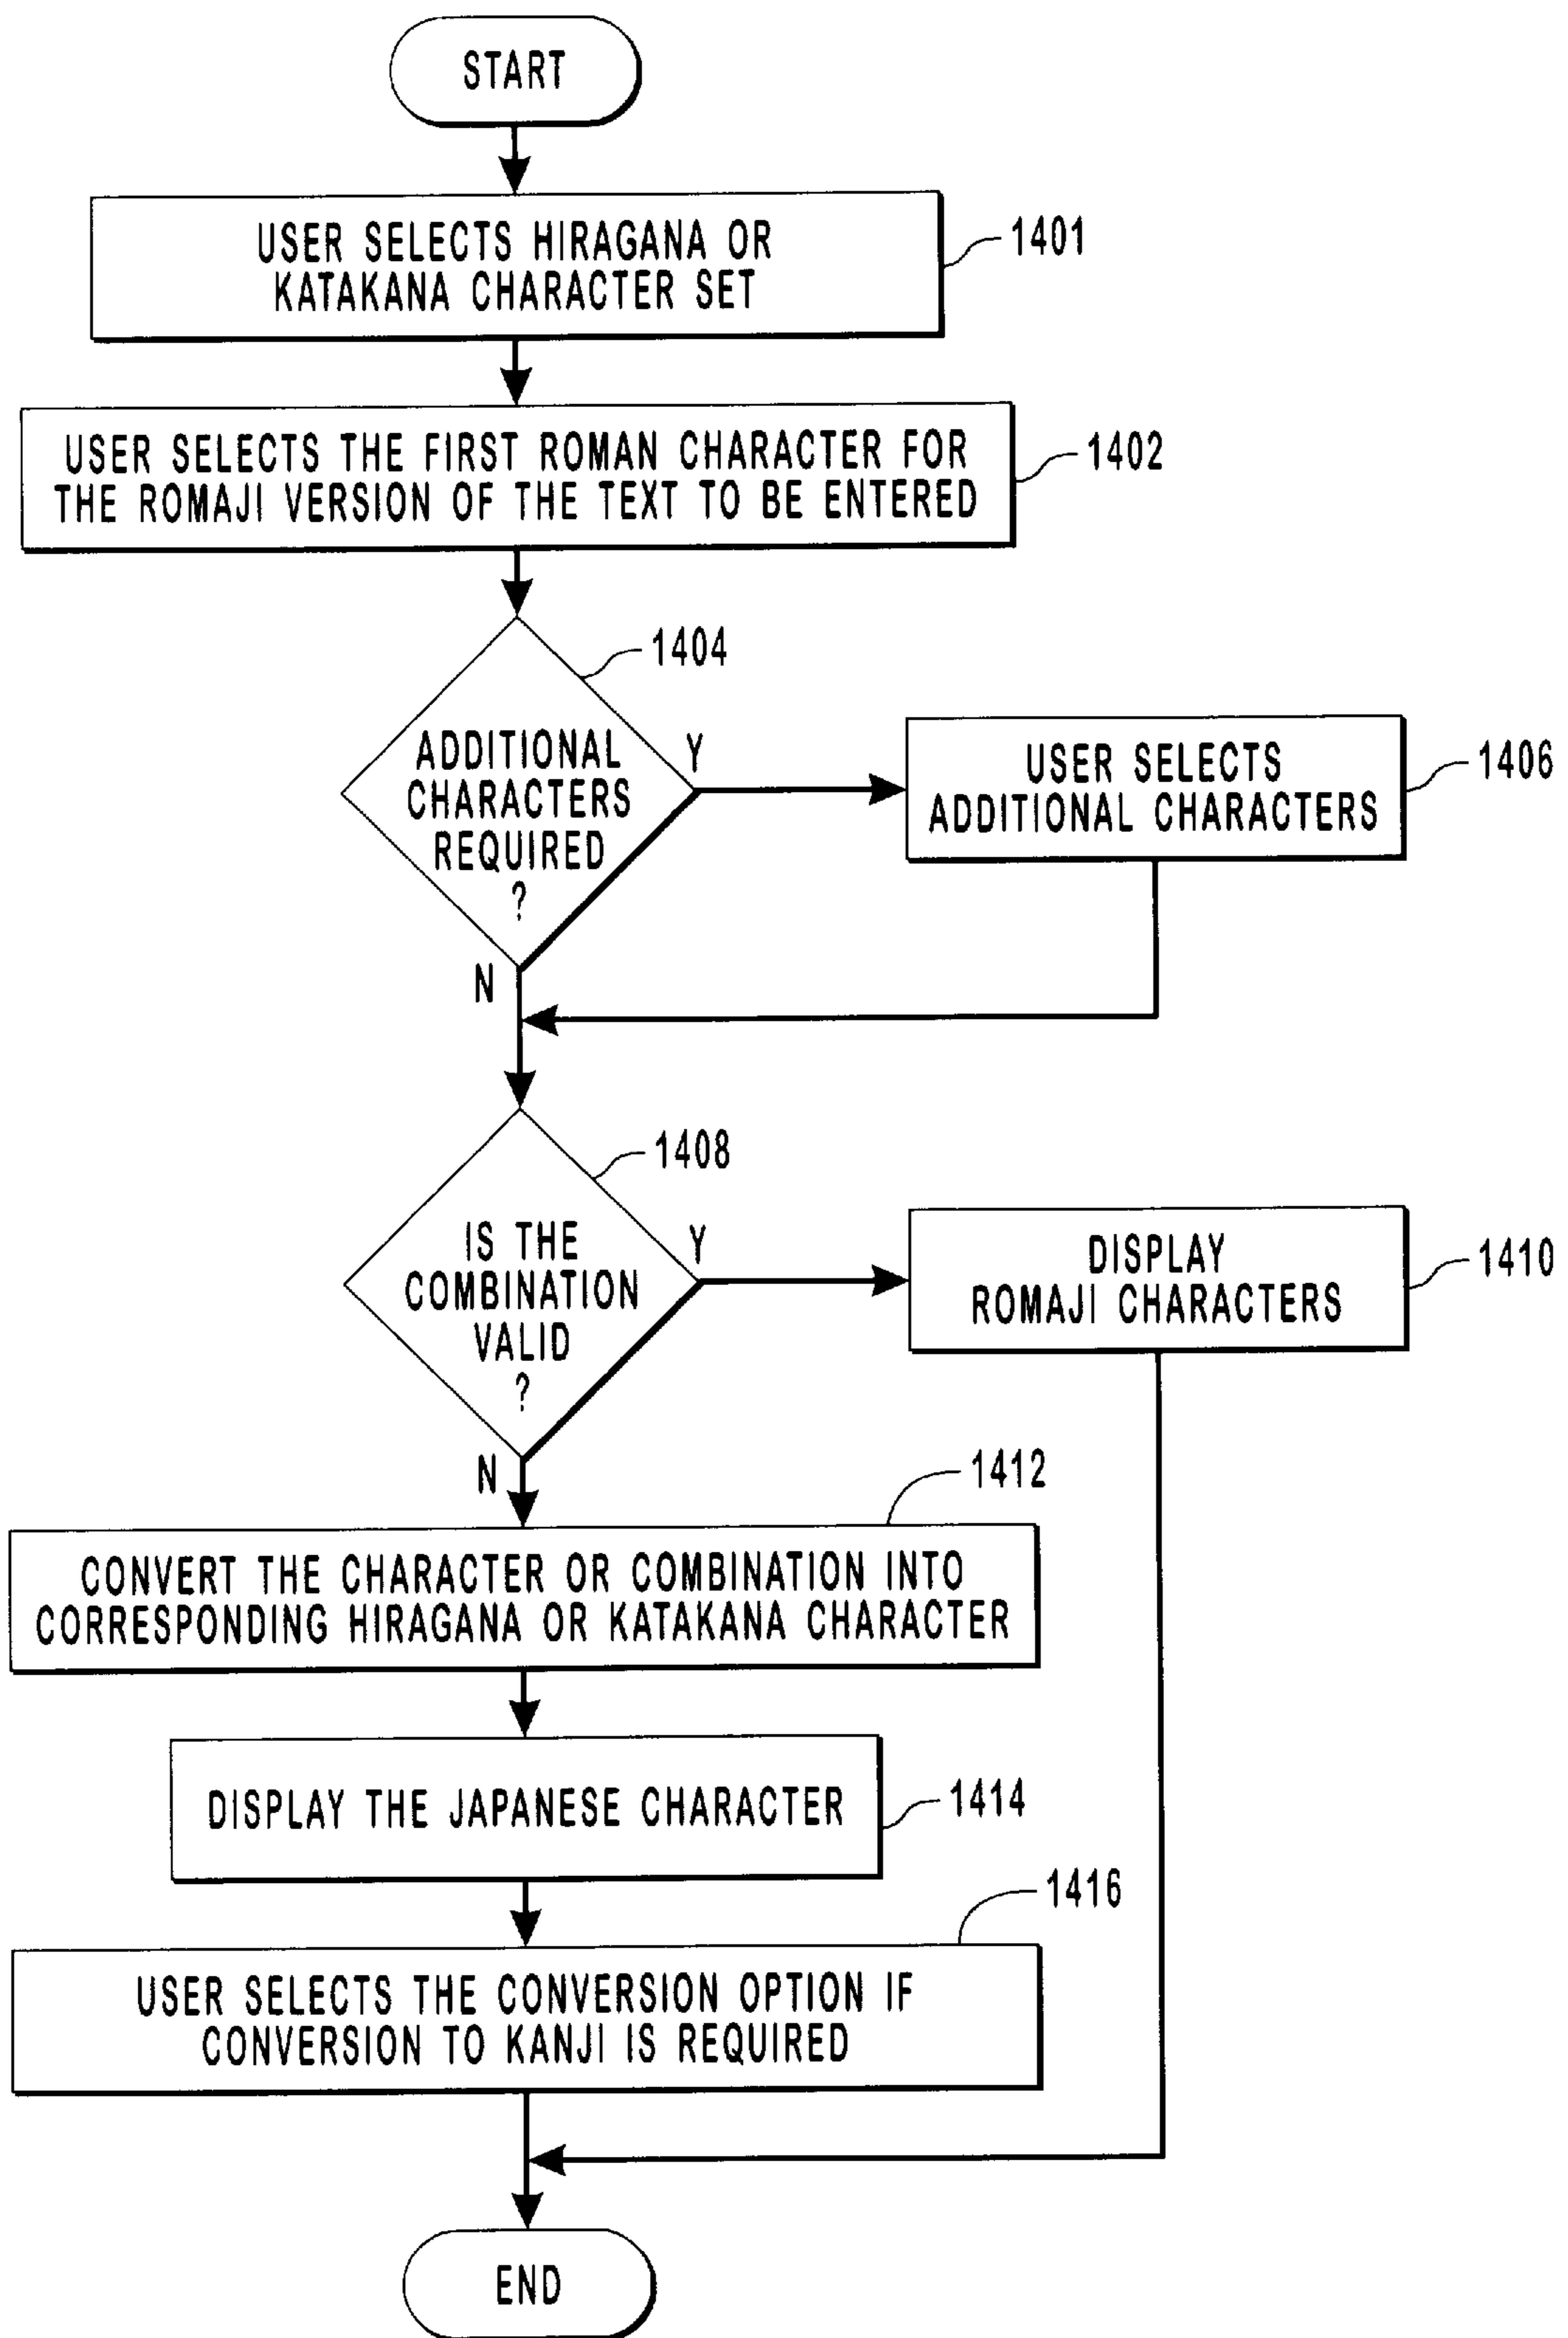 START
USER SELECTS HIRAGANA OR
KATAKANA CHARACTER SET
1401
USER SELECTS THE FIRST ROMAN CHARACTER FOR
THE ROMAJI VERSION OF THE TEXT TO BE ENTERED
1402
1404
ADDITIONAL
CHARACTERS
REQUIRED
?
Y
N
USER SELECTS
ADDITIONAL CHARACTERS
1406
1408
IS THE
COMBINATION
VALID
?
Y
N
DISPLAY
ROMAJI CHARACTERS
1410
1412
CONVERT THE CHARACTER OR COMBINATION INTO
CORRESPONDING HIRAGANA OR KATAKANA CHARACTER
DISPLAY THE JAPANESE CHARACTER
1414
1416
USER SELECTS THE CONVERSION OPTION IF
CONVERSION TO KANJI IS REQUIRED
END